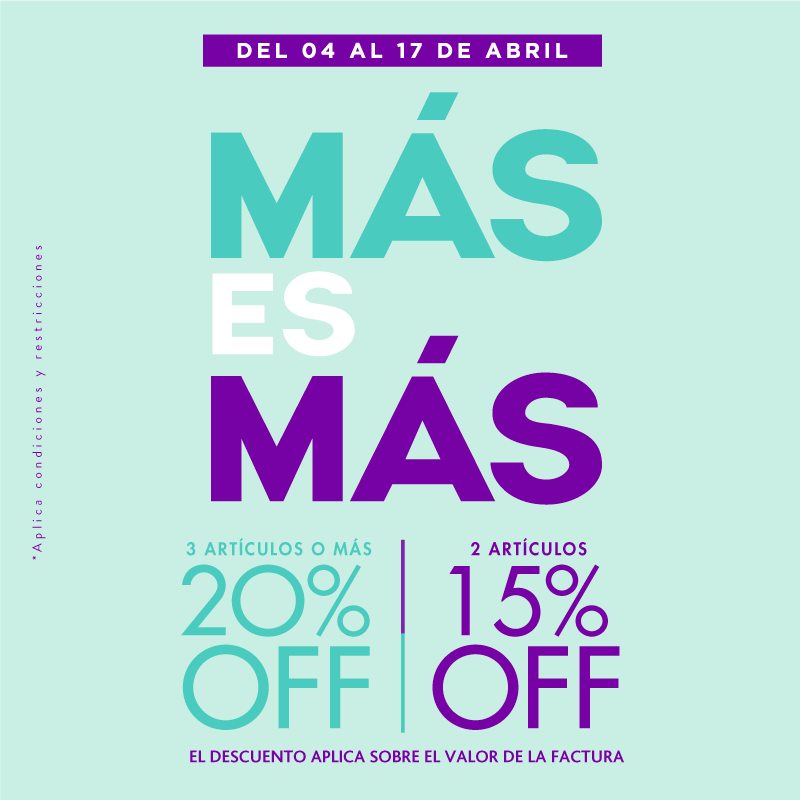 DEL 04 AL 17 DE ABRIL
MÁS
ES
MÁS
3 ARTÍCULOS O MÁS
20%
OFF
2 ARTÍCULOS
15%
OFF
EL DESCUENTO APLICA SOBRE EL VALOR DE LA FACTURA
*Aplica condiciones y restricciones